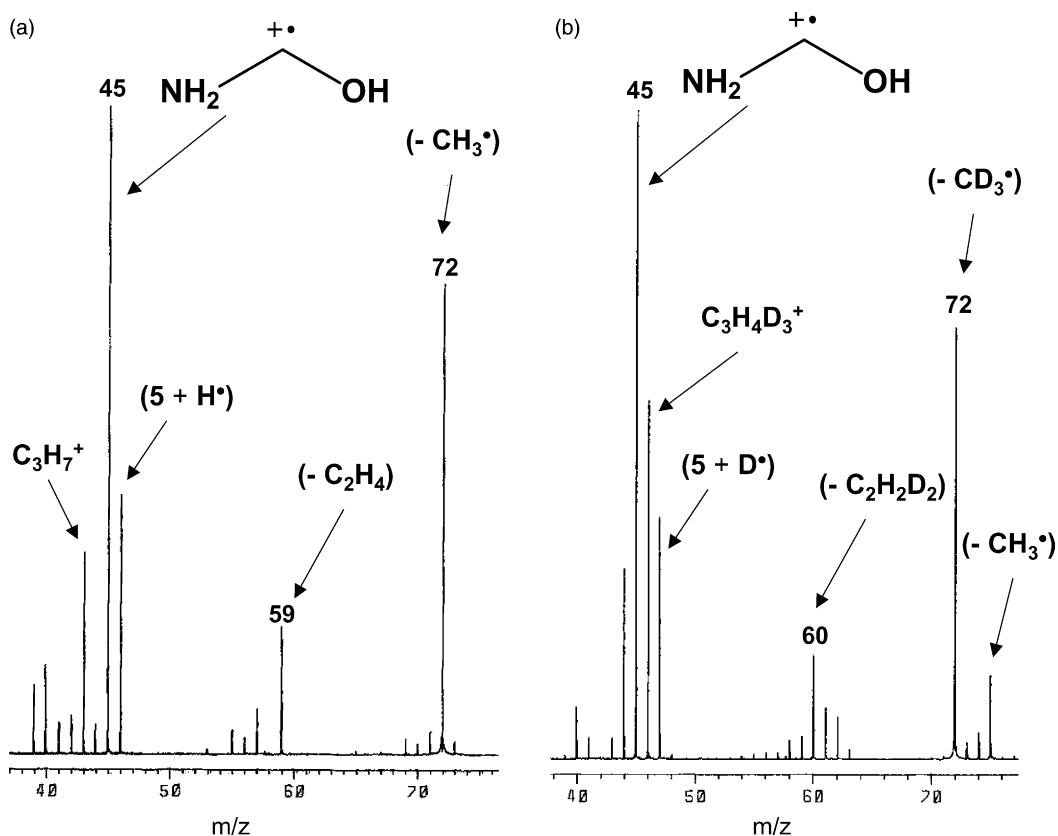 (a)
+•
NH₂ OH
45
(- CH₃•)
72
(5 + H•)
C₃H₇⁺
(- C₂H₄)
59
40 50 60 70
m/z
(b)
+•
NH₂ OH
45
(- CD₃•)
72
C₃H₄D₃⁺
(5 + D•)
(- C₂H₂D₂)
(- CH₃•)
60
40 50 60 70
m/z